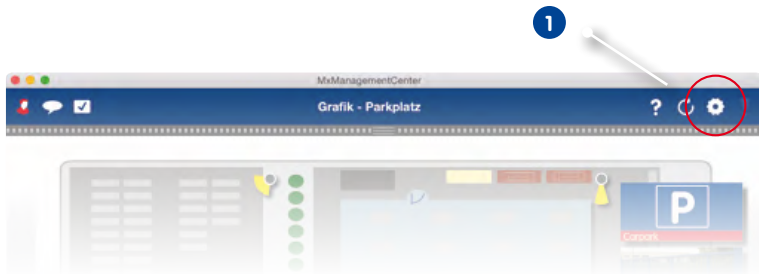 1
MxManagementCenter
Grafik - Parkplatz
?
P
Carpark